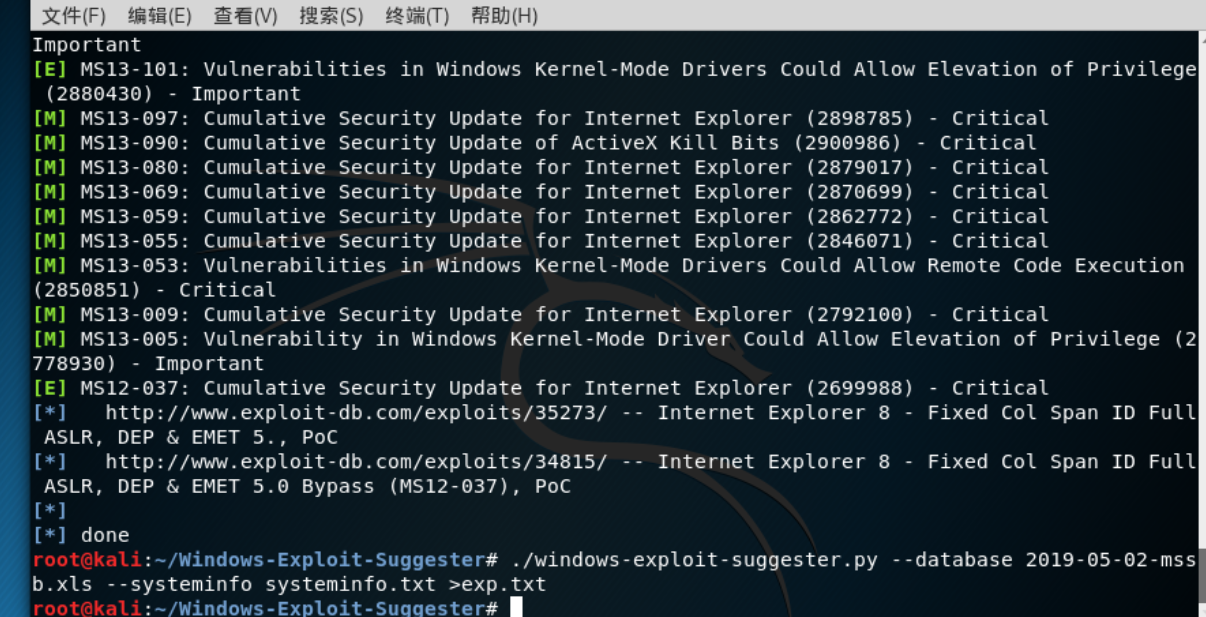 文件(F) 编辑(E) 查看(V) 搜索(S) 终端(T) 帮助(H)
Important
[E] MS13-101: Vulnerabilities in Windows Kernel-Mode Drivers Could Allow Elevation of Privilege
 (2880430) - Important
[M] MS13-097: Cumulative Security Update for Internet Explorer (2898785) - Critical
[M] MS13-090: Cumulative Security Update of ActiveX Kill Bits (2900986) - Critical
[M] MS13-080: Cumulative Security Update for Internet Explorer (2879017) - Critical
[M] MS13-069: Cumulative Security Update for Internet Explorer (2870699) - Critical
[M] MS13-059: Cumulative Security Update for Internet Explorer (2862772) - Critical
[M] MS13-055: Cumulative Security Update for Internet Explorer (2846071) - Critical
[M] MS13-053: Vulnerabilities in Windows Kernel-Mode Drivers Could Allow Remote Code Execution
(2850851) - Critical
[M] MS13-009: Cumulative Security Update for Internet Explorer (2792100) - Critical
[M] MS13-005: Vulnerability in Windows Kernel-Mode Driver Could Allow Elevation of Privilege (2
778930) - Important
[E] MS12-037: Cumulative Security Update for Internet Explorer (2699988) - Critical
[*]   http://www.exploit-db.com/exploits/35273/ -- Internet Explorer 8 - Fixed Col Span ID Full
 ASLR, DEP & EMET 5., PoC
[*]   http://www.exploit-db.com/exploits/34815/ -- Internet Explorer 8 - Fixed Col Span ID Full
 ASLR, DEP & EMET 5.0 Bypass (MS12-037), PoC
[*]
[*] done
root@kali:~/Windows-Exploit-Suggester# ./windows-exploit-suggester.py --database 2019-05-02-mss
b.xls --systeminfo systeminfo.txt >exp.txt
root@kali:~/Windows-Exploit-Suggester#